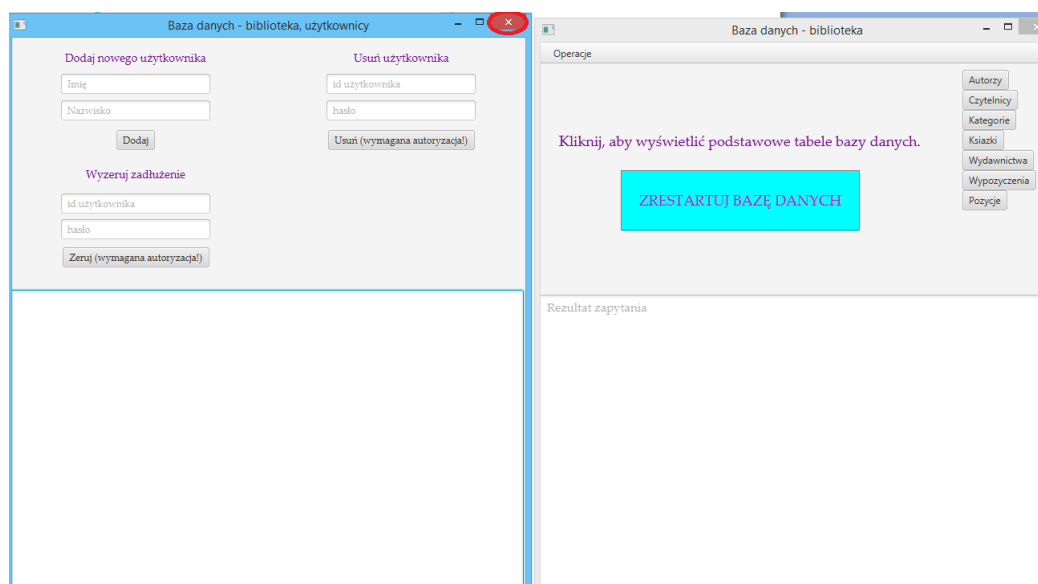 Baza danych - biblioteka, użytkownicy
Dodaj nowego użytkownika
Imię
Nazwisko
Dodaj
Usuń użytkownika
id użytkownika
hasło
Usuń (wymagana autoryzacja!)
Wyzeruj zadłużenie
id użytkownika
hasło
Zeruj (wymagana autoryzacja!)
Baza danych - biblioteka
Operacje
Kliknij, aby wyświetlić podstawowe tabele bazy danych.
ZRESTARTUJ BAZĘ DANYCH
Autorzy
Czytelnicy
Kategorie
Ksiazki
Wydawnictwa
Wypozyczenia
Pozycje
Rezultat zapytania